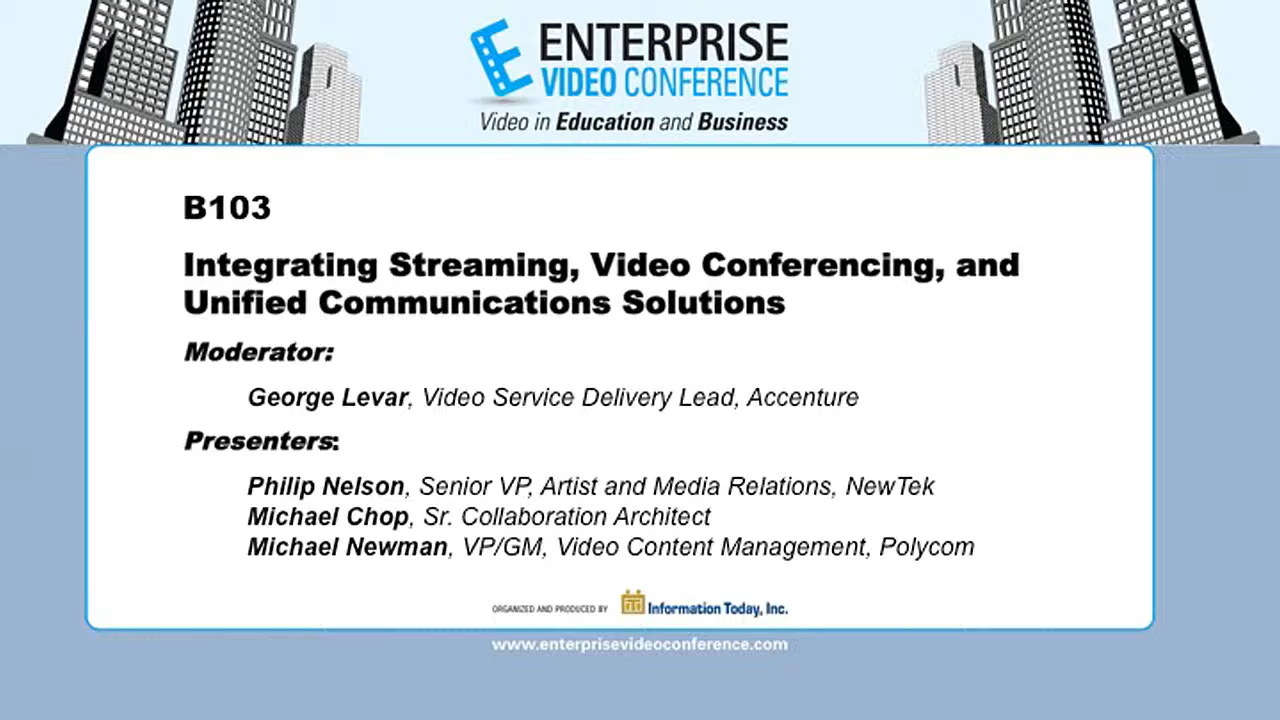 ENTERPRISE
VIDEO CONFERENCE
Video in Education and Business
B103
Integrating Streaming, Video Conferencing, and
Unified Communications Solutions
Moderator:
George Levar, Video Service Delivery Lead, Accenture
Presenters:
Philip Nelson, Senior VP, Artist and Media Relations, NewTek
Michael Chop, Sr. Collaboration Architect
Michael Newman, VP/GM, Video Content Management, Polycom
ORGANIZED AND PRODUCED BY Information Today, Inc.
www.enterprisevideoconference.com